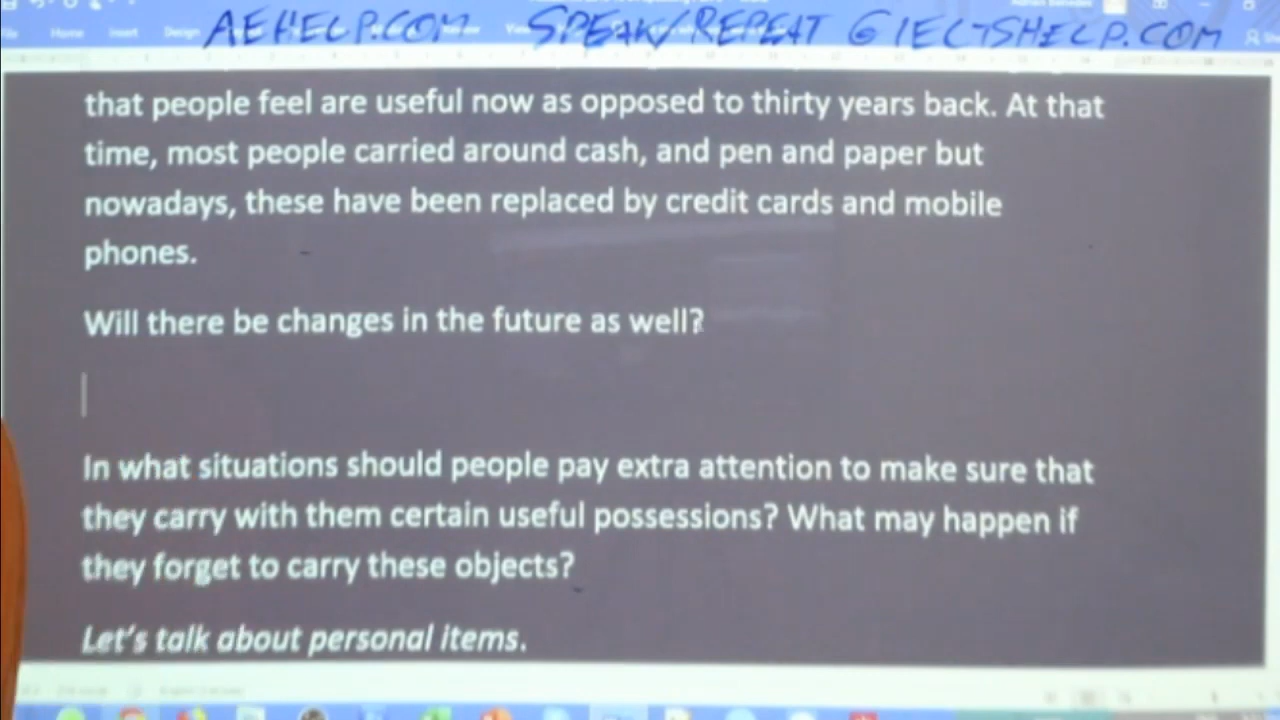 AEHELP.COM SPEAK/REPEAT @ IELTSHELP.COM
Home Insert Design
that people feel are useful now as opposed to thirty years back. At that
time, most people carried around cash, and pen and paper but
nowadays, these have been replaced by credit cards and mobile
phones.
Will there be changes in the future as well?
In what situations should people pay extra attention to make sure that
they carry with them certain useful possessions? What may happen if
they forget to carry these objects?
Let's talk about personal items.